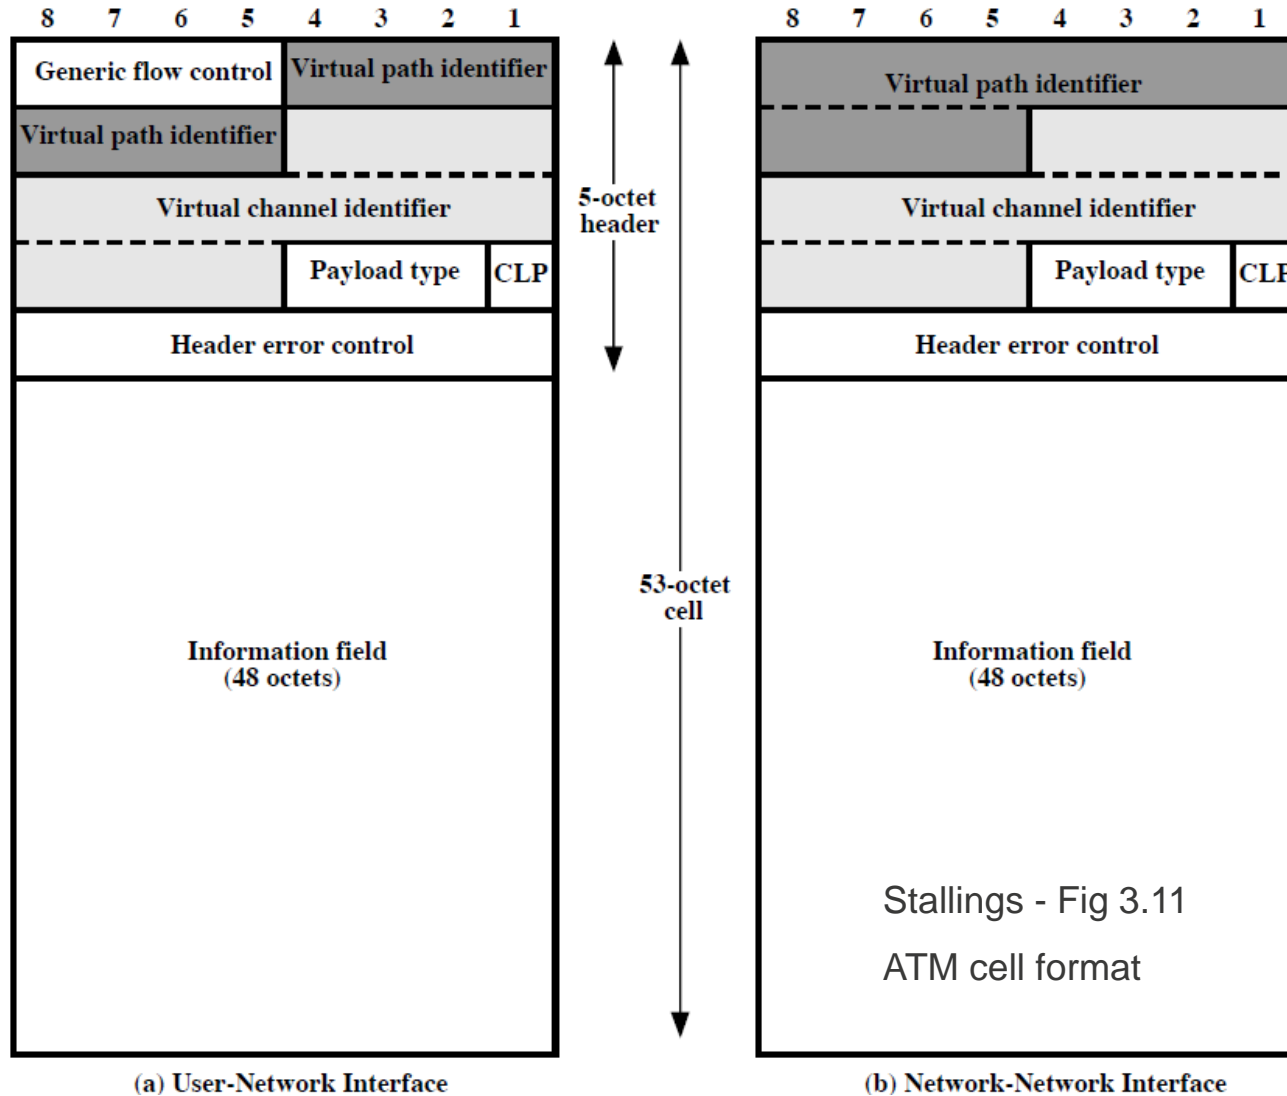 8 7 6 5 4 3 2 1
Generic flow control
Virtual path identifier
Virtual path identifier
Virtual channel identifier
Payload type
CLP
Header error control
Information field
(48 octets)
(a) User-Network Interface
5-octet
header
53-octet
cell
8 7 6 5 4 3 2 1
Virtual path identifier
Virtual channel identifier
Payload type
CLP
Header error control
Information field
(48 octets)
Stallings - Fig 3.11
ATM cell format
(b) Network-Network Interface